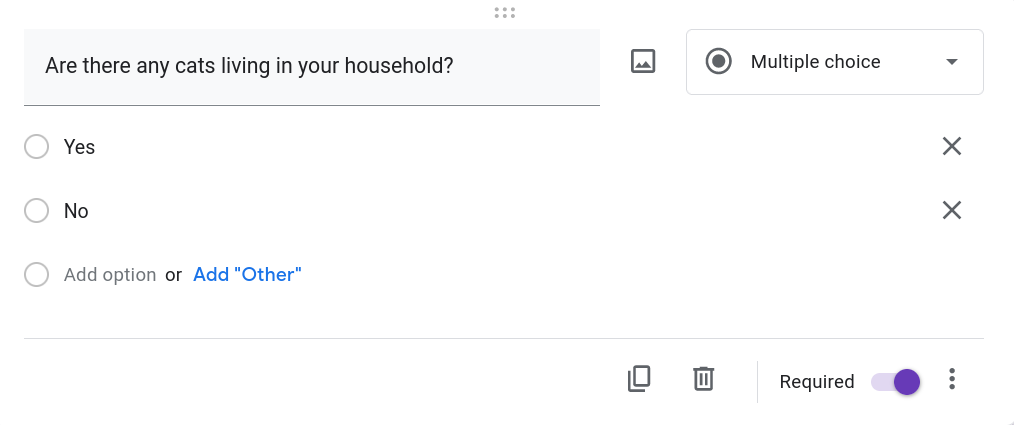 Are there any cats living in your household?
Multiple choice
Yes
No
Add option or Add "Other"
Required